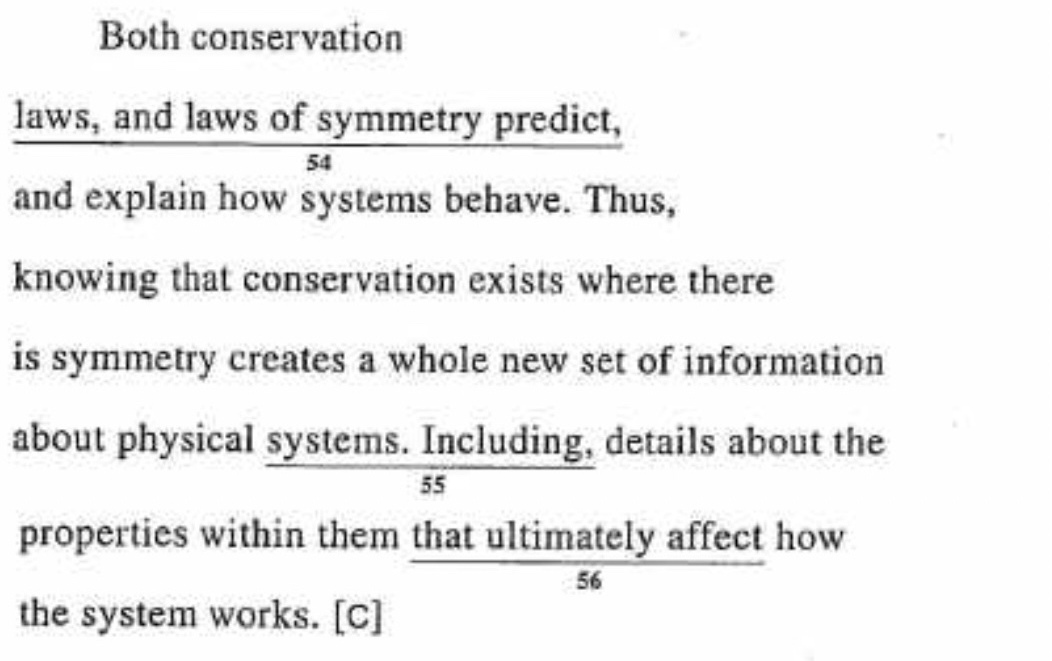 Both conservation
laws, and laws of symmetry predict,
54
and explain how systems behave. Thus,
knowing that conservation exists where there
is symmetry creates a whole new set of information
about physical systems. Including, details about the
55
properties within them that ultimately affect how
56
the system works. [C]